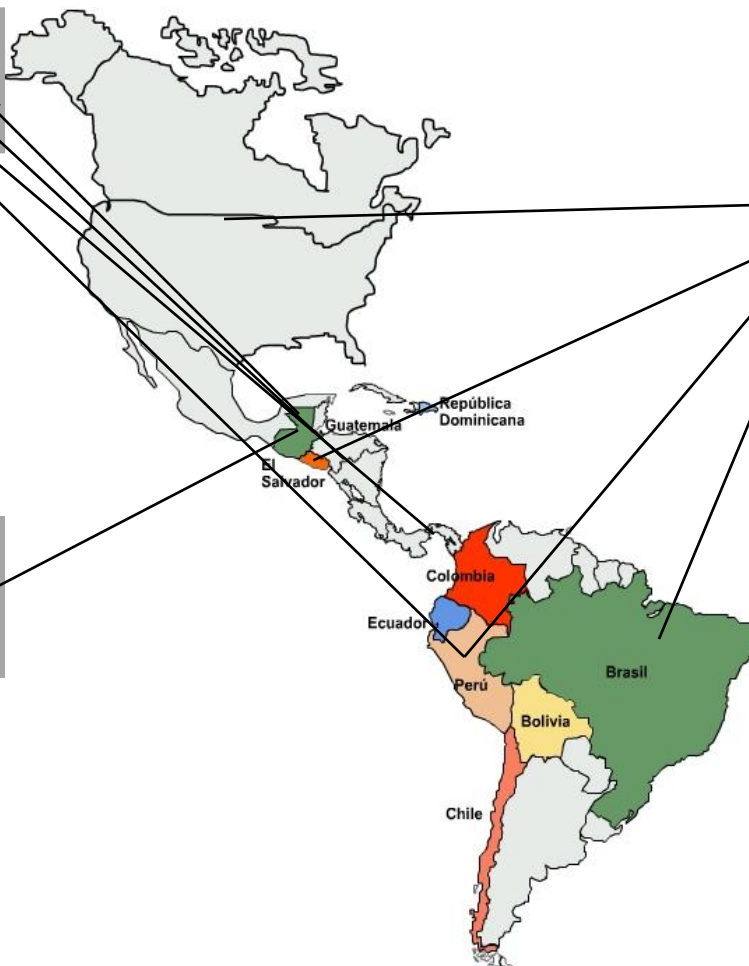 República
Dominicana
Guatemala
El
Salvador
Colombia
Ecuador
Perú
Brasil
Bolivia
Chile